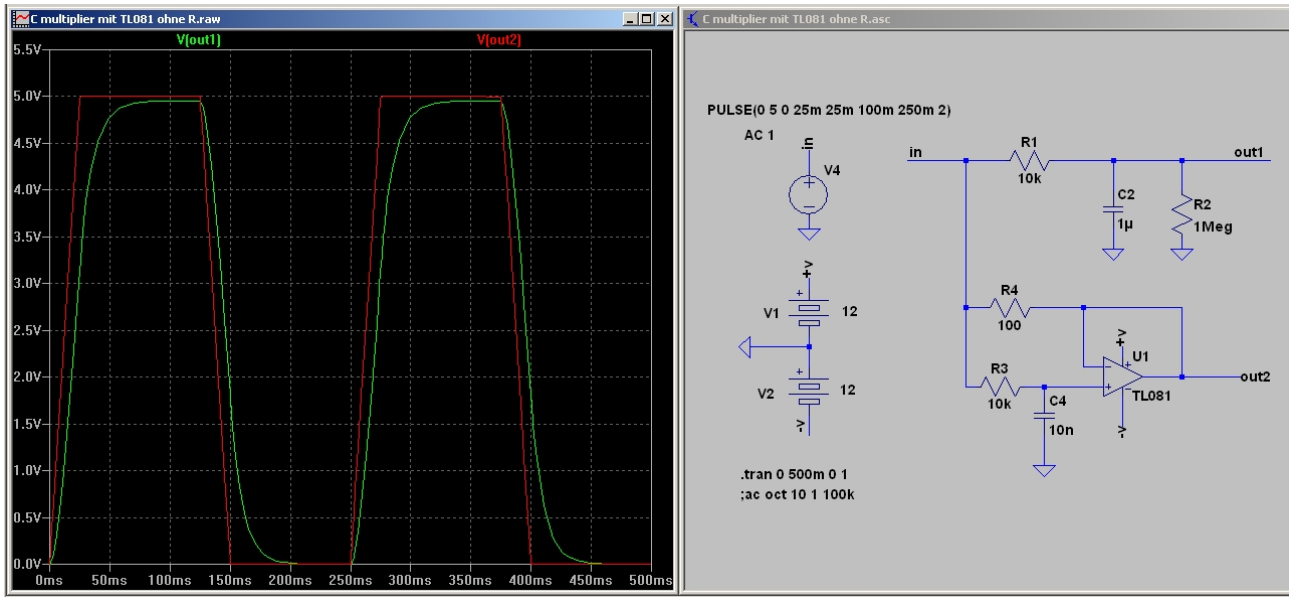 C multiplier mit TL081 ohne R.raw
V(out1)
V(out2)
5.5V
5.0V
4.5V
4.0V
3.5V
3.0V
2.5V
2.0V
1.5V
1.0V
0.5V
0.0V
0ms
50ms
100ms
150ms
200ms
250ms
300ms
350ms
400ms
450ms
500ms
C multiplier mit TL081 ohne R.asc
PULSE(0 5 0 25m 25m 100m 250m 2)
AC 1
in
V4
+v
V1
12
V2
12
-v
.tran 0 500m 0 1
;ac oct 10 1 100k
in
R1
10k
out1
C2
1µ
R2
1Meg
R4
100
+v
U1
R3
10k
C4
10n
TL081
out2
-v